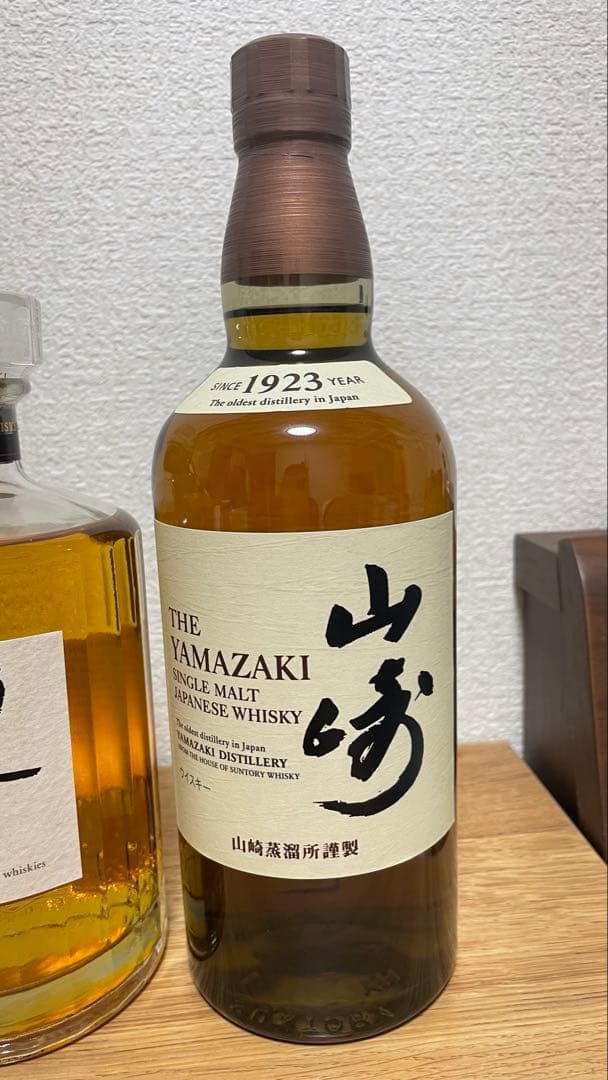 SINCE 1923 YEAR
The oldest distillery in Japan
THE
YAMAZAKI
SINGLE MALT
JAPANESE WHISKY
The oldest distillery in Japan
YAMAZAKI DISTILLERY
FROM THE HOUSE OF SUNTORY WHISKY
ウイスキー
山崎
山崎蒸溜所謹製
whiskies